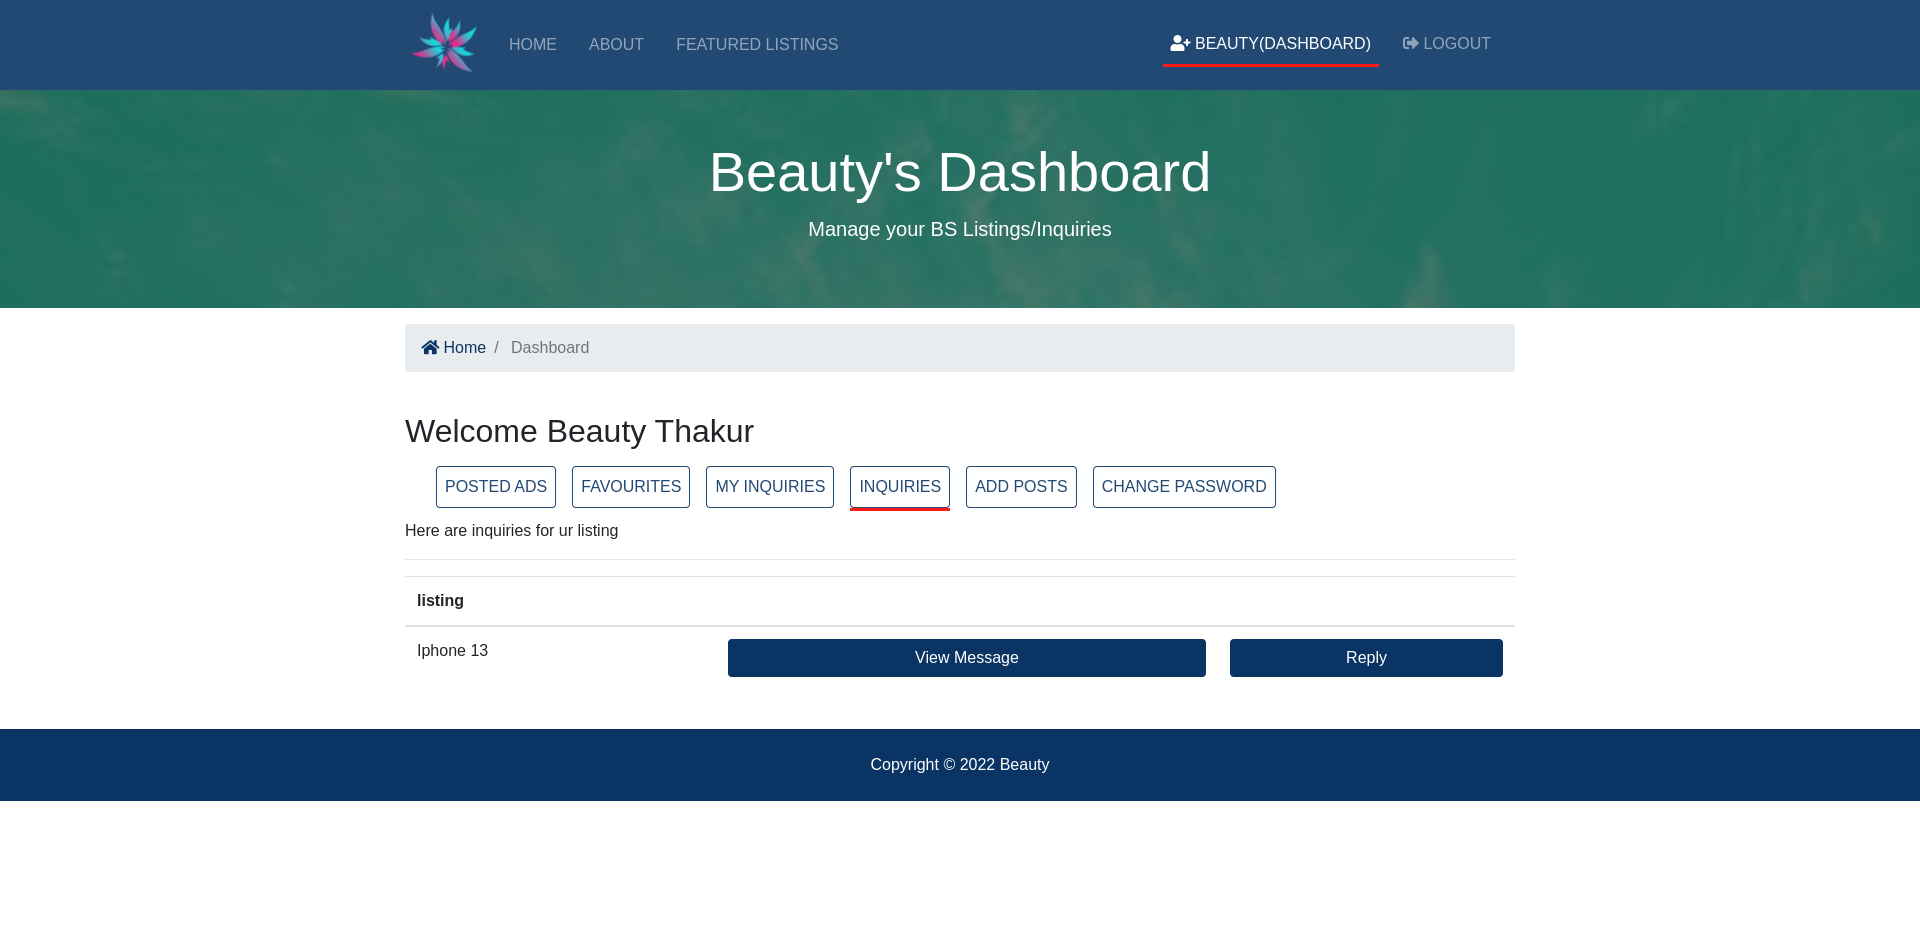 HOME ABOUT FEATURED LISTINGS BEAUTY(DASHBOARD) LOGOUT
Beauty's Dashboard
Manage your BS Listings/Inquiries
Home / Dashboard
Welcome Beauty Thakur
POSTED ADS FAVOURITES MY INQUIRIES INQUIRIES ADD POSTS CHANGE PASSWORD
Here are inquiries for ur listing
listing
Iphone 13 View Message Reply
Copyright © 2022 Beauty